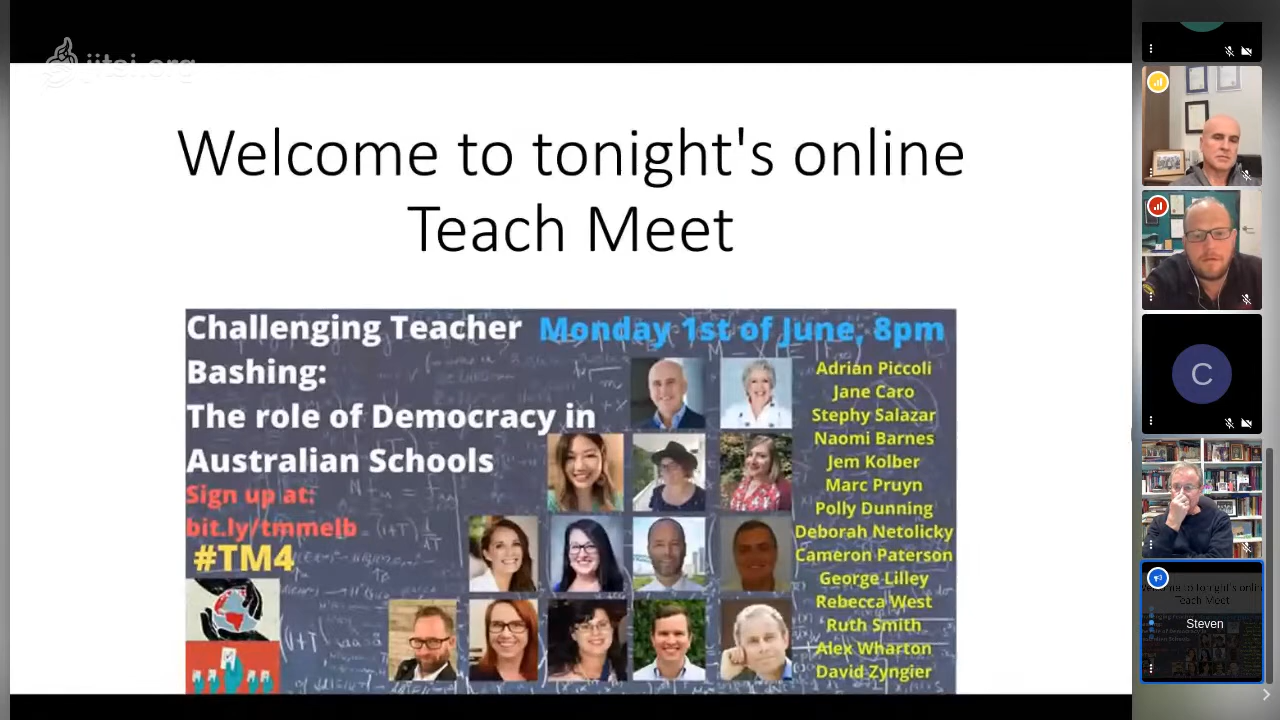 jitsi.org
Welcome to tonight's online
Teach Meet
Challenging Teacher
Bashing:
The role of Democracy in
Australian Schools
Monday 1st of June, 8pm
Sign up at:
bit.ly/tmmelb
#TM4
Adrian Piccoli
Jane Caro
Stephy Salazar
Naomi Barnes
Jem Kolber
Marc Pruyn
Polly Dunning
Deborah Netolicky
Cameron Paterson
George Lilley
Rebecca West
Ruth Smith
Alex Wharton
David Zyngier
C
Steven